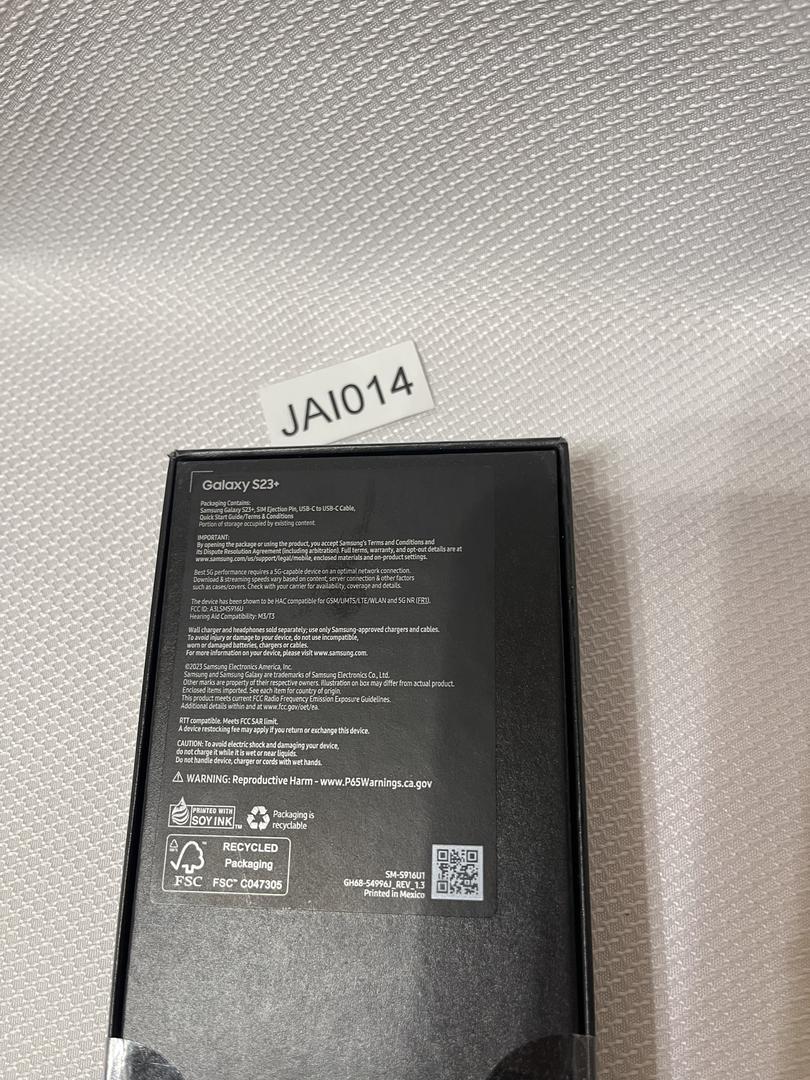 JAI014
Galaxy S23+
Packaging Contains:
Samsung Galaxy S23+, SIM Ejection Pin, USB-C to USB-C Cable,
Quick Start Guide/Terms & Conditions
Portion of storage occupied by existing content.
IMPORTANT:
By opening the package or using the product, you accept Samsung's Terms and Conditions and
its Dispute Resolution Agreement (including arbitration). Full terms, warranty, and opt-out details are at
www.samsung.com/us/support/legal/mobile, enclosed materials and on-product settings.
Best 5G performance requires a 5G-capable device on an optimal network connection.
Download & streaming speeds vary based on content, server connection & other factors
such as cases/covers. Check with your carrier for availability, coverage and details.
The device has been shown to be HAC compatible for GSM/UMTS/LTE/WLAN and 5G NR (FR1).
FCC ID: A3LSMS916U
Hearing Aid Compatibility: M3/T3
Wall charger and headphones sold separately; use only Samsung-approved chargers and cables.
To avoid injury or damage to your device, do not use incompatible,
worn or damaged batteries, chargers or cables.
For more information on your device, please visit www.samsung.com.
©2023 Samsung Electronics America, Inc.
Samsung and Samsung Galaxy are trademarks of Samsung Electronics Co., Ltd.
Other marks are property of their respective owners. Illustration on box may differ from actual product.
Enclosed items imported. See each item for country of origin.
This product meets current FCC Radio Frequency Emission Exposure Guidelines.
Additional details within and at www.fcc.gov/oet/ea.
RTT compatible. Meets FCC SAR limit.
A device restocking fee may apply if you return or exchange this device.
CAUTION: To avoid electric shock and damaging your device,
do not charge it while it is wet or near liquids.
Do not handle device, charger or cords with wet hands.
⚠ WARNING: Reproductive Harm - www.P65Warnings.ca.gov
PRINTED WITH
SOY INK™
Packaging is
recyclable
RECYCLED
Packaging
FSC™ C047305
FSC
SM-S916U1
GH68-54996J_REV_1.3
Printed in Mexico